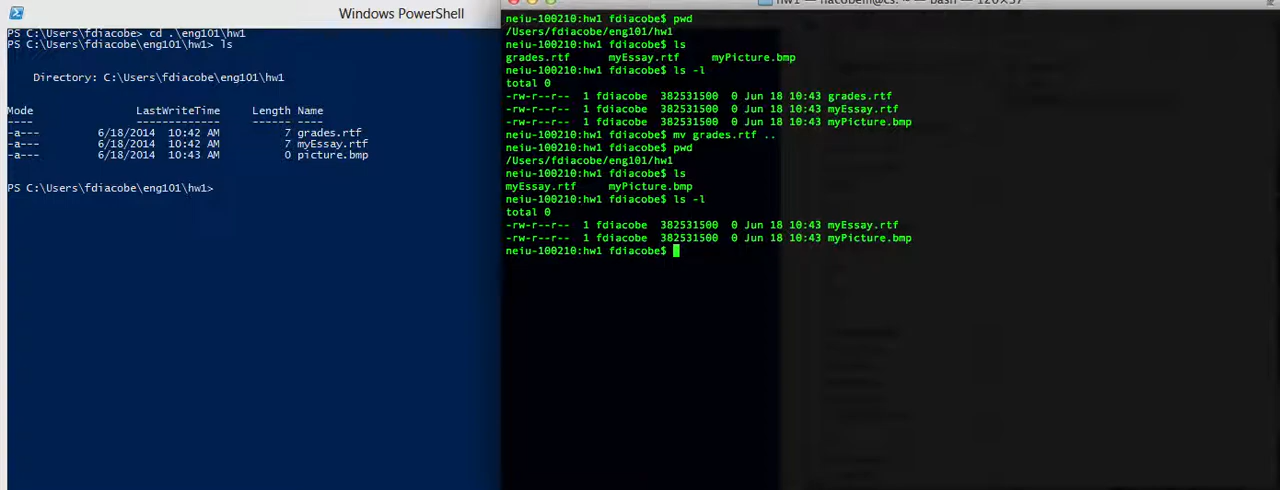 Windows PowerShell
PS C:\Users\fdiacobe> cd .\eng101\hw1
PS C:\Users\fdiacobe\eng101\hw1> ls
Directory: C:\Users\fdiacobe\eng101\hw1
Mode LastWriteTime Length Name
---- ------------- ------ ----
-a--- 6/18/2014 10:42 AM 7 grades.rtf
-a--- 6/18/2014 10:42 AM 7 myEssay.rtf
-a--- 6/18/2014 10:43 AM 0 picture.bmp
PS C:\Users\fdiacobe\eng101\hw1>
neiu-100210:hw1 fdiacobe$ pwd
/Users/fdiacobe/eng101/hw1
neiu-100210:hw1 fdiacobe$ ls
grades.rtf myEssay.rtf myPicture.bmp
neiu-100210:hw1 fdiacobe$ ls -l
total 0
-rw-r--r-- 1 fdiacobe 382531500 0 Jun 18 10:43 grades.rtf
-rw-r--r-- 1 fdiacobe 382531500 0 Jun 18 10:43 myEssay.rtf
-rw-r--r-- 1 fdiacobe 382531500 0 Jun 18 10:43 myPicture.bmp
neiu-100210:hw1 fdiacobe$ mv grades.rtf ..
neiu-100210:hw1 fdiacobe$ pwd
/Users/fdiacobe/eng101/hw1
neiu-100210:hw1 fdiacobe$ ls
myEssay.rtf myPicture.bmp
neiu-100210:hw1 fdiacobe$ ls -l
total 0
-rw-r--r-- 1 fdiacobe 382531500 0 Jun 18 10:43 myEssay.rtf
-rw-r--r-- 1 fdiacobe 382531500 0 Jun 18 10:43 myPicture.bmp
neiu-100210:hw1 fdiacobe$